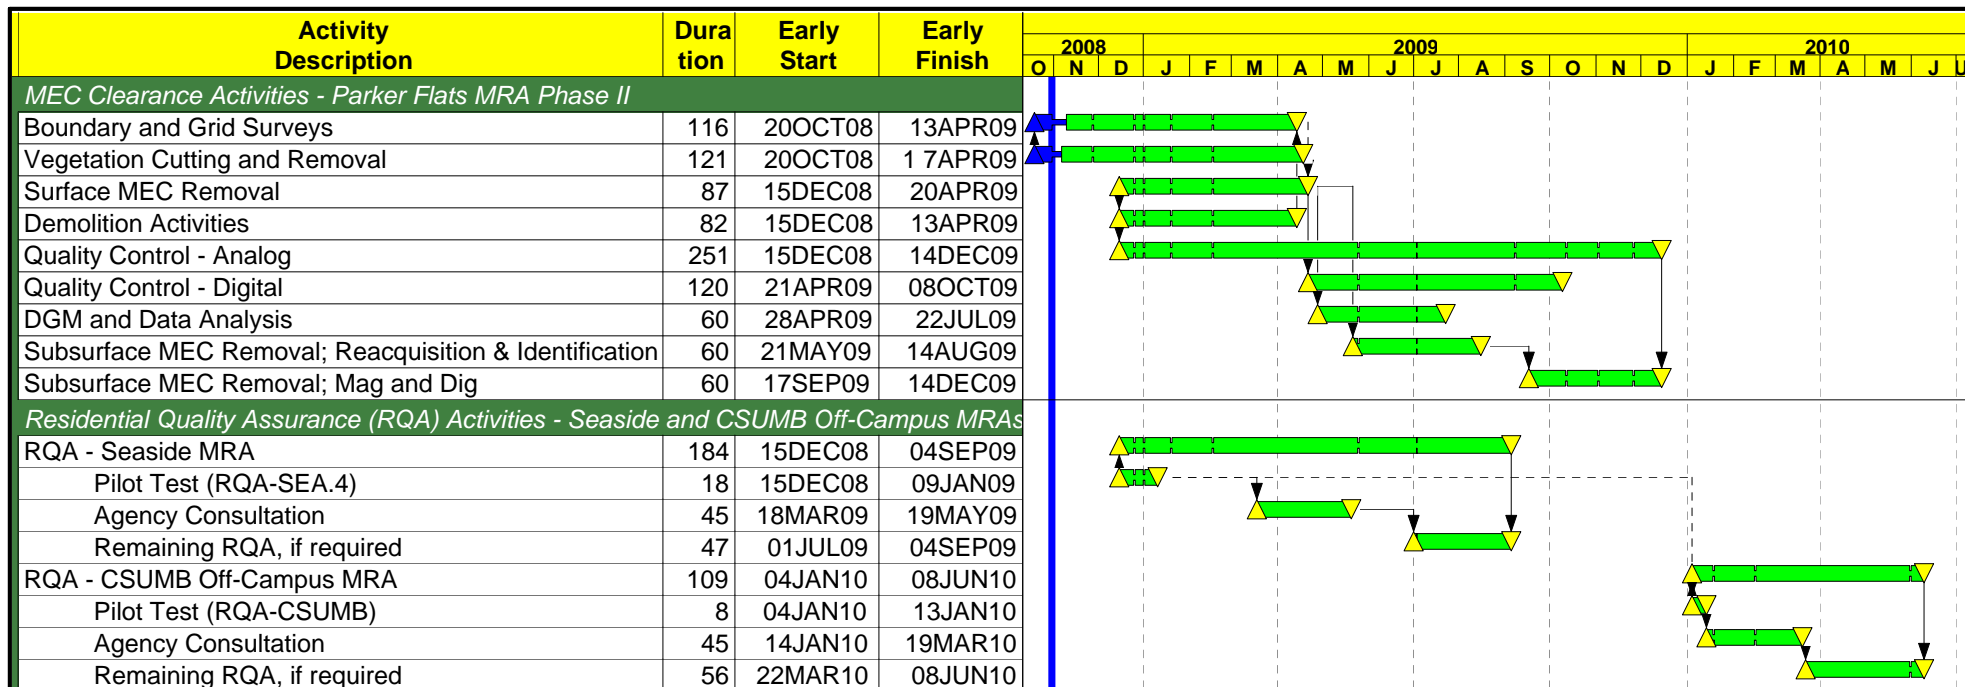 Activity Description Dura tion Early Start Early Finish
2008 2009 2010
O N D J F M A M J J A S O N D J F M A M J
MEC Clearance Activities - Parker Flats MRA Phase II
Boundary and Grid Surveys 116 20OCT08 13APR09
Vegetation Cutting and Removal 121 20OCT08 1 7APR09
Surface MEC Removal 87 15DEC08 20APR09
Demolition Activities 82 15DEC08 13APR09
Quality Control - Analog 251 15DEC08 14DEC09
Quality Control - Digital 120 21APR09 08OCT09
DGM and Data Analysis 60 28APR09 22JUL09
Subsurface MEC Removal; Reacquisition & Identification 60 21MAY09 14AUG09
Subsurface MEC Removal; Mag and Dig 60 17SEP09 14DEC09
Residential Quality Assurance (RQA) Activities - Seaside and CSUMB Off-Campus MRAs
RQA - Seaside MRA 184 15DEC08 04SEP09
Pilot Test (RQA-SEA.4) 18 15DEC08 09JAN09
Agency Consultation 45 18MAR09 19MAY09
Remaining RQA, if required 47 01JUL09 04SEP09
RQA - CSUMB Off-Campus MRA 109 04JAN10 08JUN10
Pilot Test (RQA-CSUMB) 8 04JAN10 13JAN10
Agency Consultation 45 14JAN10 19MAR10
Remaining RQA, if required 56 22MAR10 08JUN10